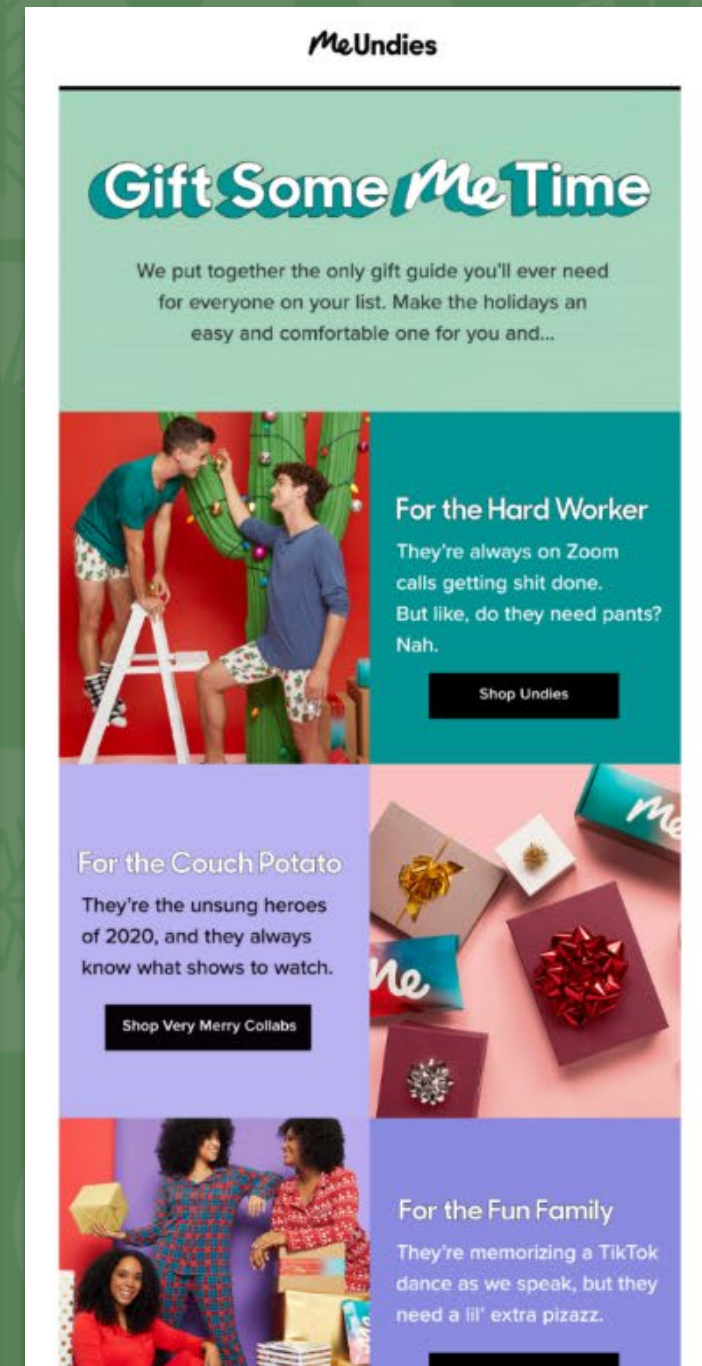 MeUndies
Gift Some Me Time
We put together the only gift guide you'll ever need
for everyone on your list. Make the holidays an
easy and comfortable one for you and...
For the Hard Worker
They're always on Zoom
calls getting shit done.
But like, do they need pants?
Nah.
Shop Undies
Me
For the Couch Potato
They're the unsung heroes
of 2020, and they always
know what shows to watch.
Shop Very Merry Collabs
Me
For the Fun Family
They're memorizing a TikTok
dance as we speak, but they
need a lil' extra pizazz.